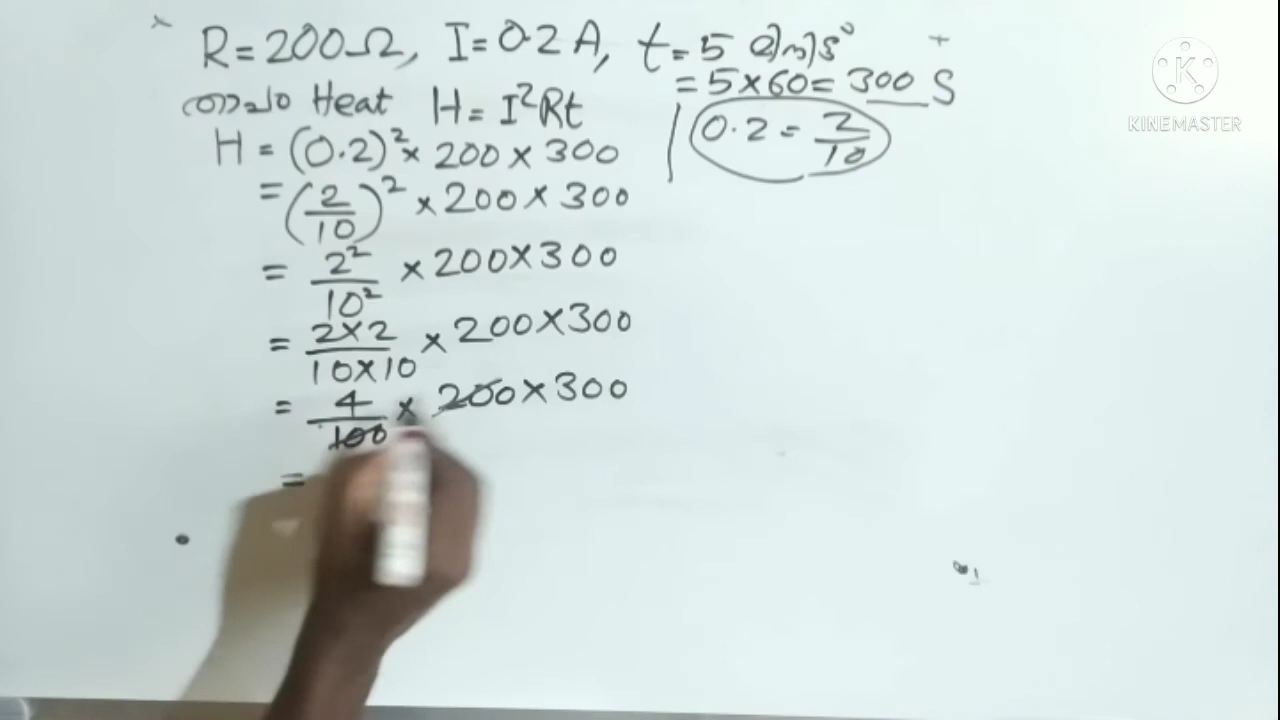 R = 200Ω, I = 0.2 A, t = 5 മിനിട്ട്
= 5×60 = 300 S
താപം Heat H = I²Rt
0.2 = 2/10
H = (0.2)² × 200 × 300
= (2/10)² × 200 × 300
= 2²/10² × 200 × 300
= 2×2/10×10 × 200 × 300
= 4/100 × 200 × 300
=
K
KINEMASTER